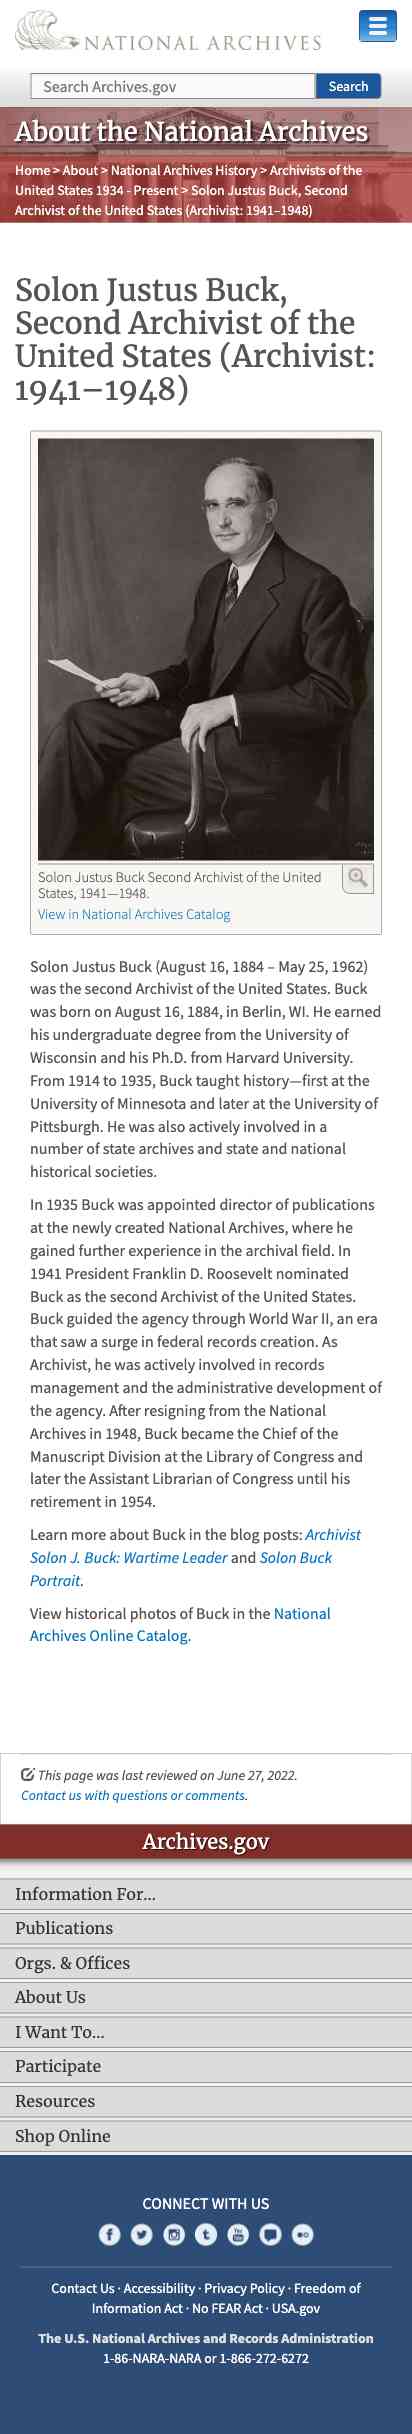 NATIONAL ARCHIVES
Search Archives.gov
Search
About the National Archives
Home > About > National Archives History > Archivists of the
United States 1934 - Present > Solon Justus Buck, Second
Archivist of the United States (Archivist: 1941–1948)
Solon Justus Buck,
Second Archivist of the
United States (Archivist:
1941–1948)
Solon Justus Buck Second Archivist of the United
States, 1941—1948.
View in National Archives Catalog
Solon Justus Buck (August 16, 1884 – May 25, 1962)
was the second Archivist of the United States. Buck
was born on August 16, 1884, in Berlin, WI. He earned
his undergraduate degree from the University of
Wisconsin and his Ph.D. from Harvard University.
From 1914 to 1935, Buck taught history—first at the
University of Minnesota and later at the University of
Pittsburgh. He was also actively involved in a
number of state archives and state and national
historical societies.
In 1935 Buck was appointed director of publications
at the newly created National Archives, where he
gained further experience in the archival field. In
1941 President Franklin D. Roosevelt nominated
Buck as the second Archivist of the United States.
Buck guided the agency through World War II, an era
that saw a surge in federal records creation. As
Archivist, he was actively involved in records
management and the administrative development of
the agency. After resigning from the National
Archives in 1948, Buck became the Chief of the
Manuscript Division at the Library of Congress and
later the Assistant Librarian of Congress until his
retirement in 1954.
Learn more about Buck in the blog posts: Archivist
Solon J. Buck: Wartime Leader and Solon Buck
Portrait.
View historical photos of Buck in the National
Archives Online Catalog.
This page was last reviewed on June 27, 2022.
Contact us with questions or comments.
Archives.gov
Information For…
Publications
Orgs. & Offices
About Us
I Want To…
Participate
Resources
Shop Online
CONNECT WITH US
Contact Us · Accessibility · Privacy Policy · Freedom of
Information Act · No FEAR Act · USA.gov
The U.S. National Archives and Records Administration
1-86-NARA-NARA or 1-866-272-6272